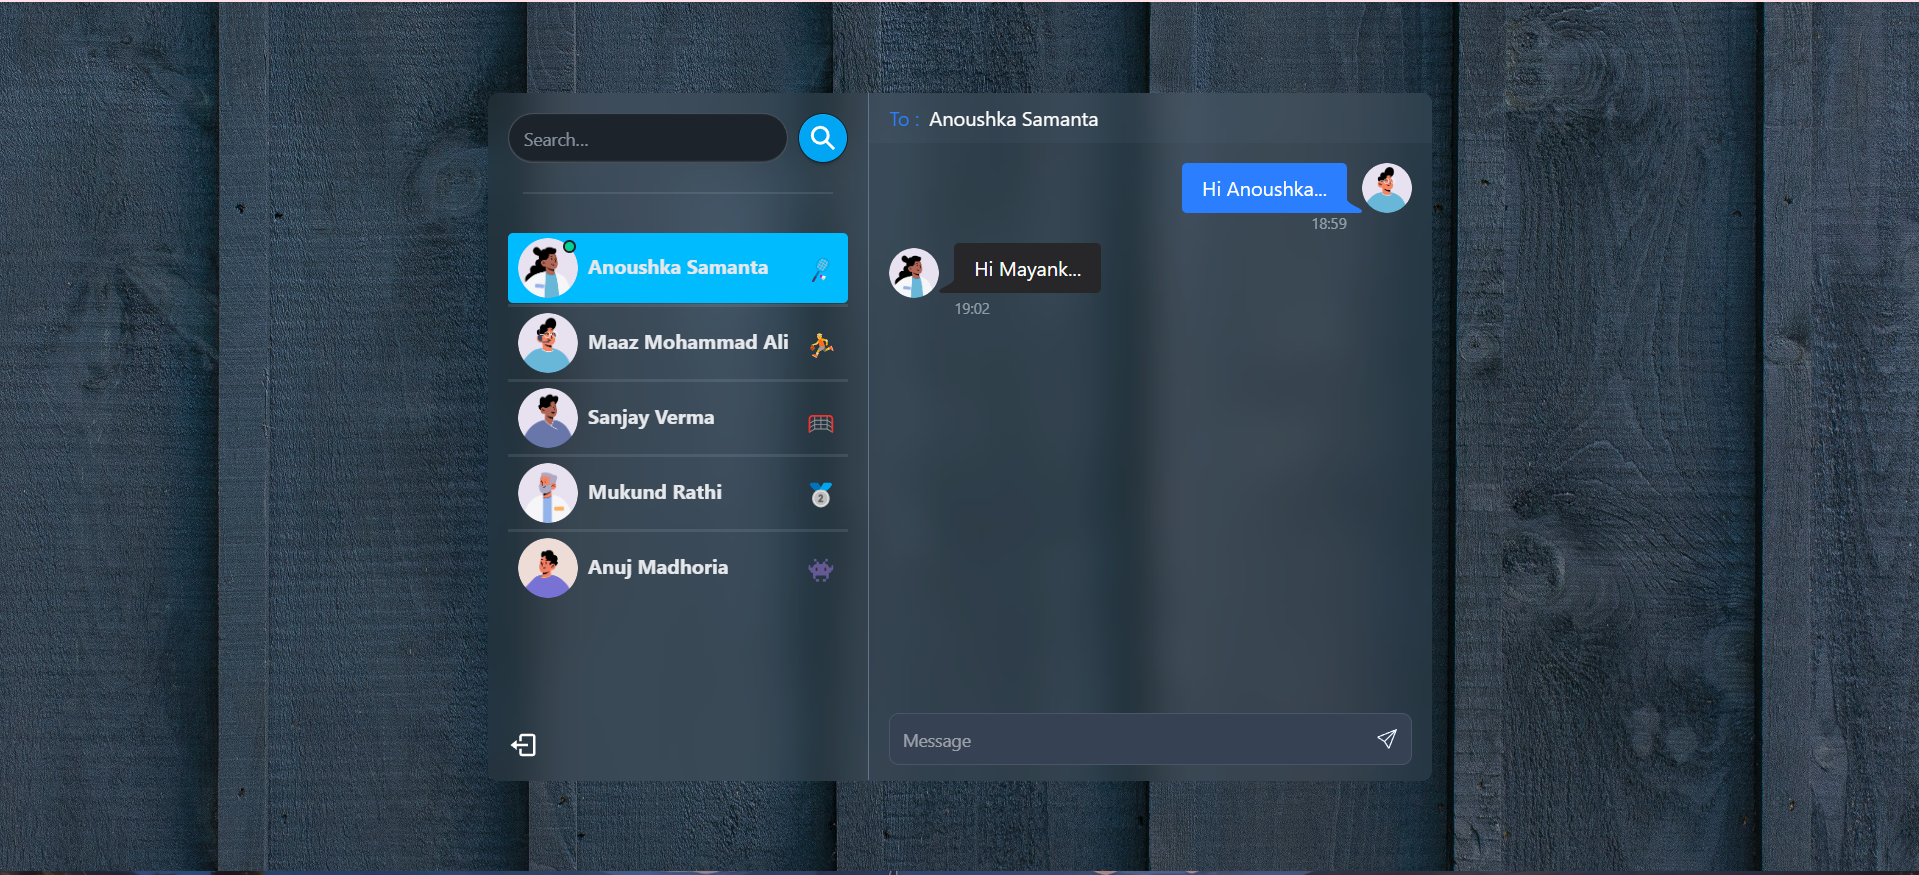 Search...
Anoushka Samanta
Maaz Mohammad Ali
Sanjay Verma
Mukund Rathi
2
Anuj Madhoria
To : Anoushka Samanta
Hi Anoushka...
18:59
Hi Mayank...
19:02
Message